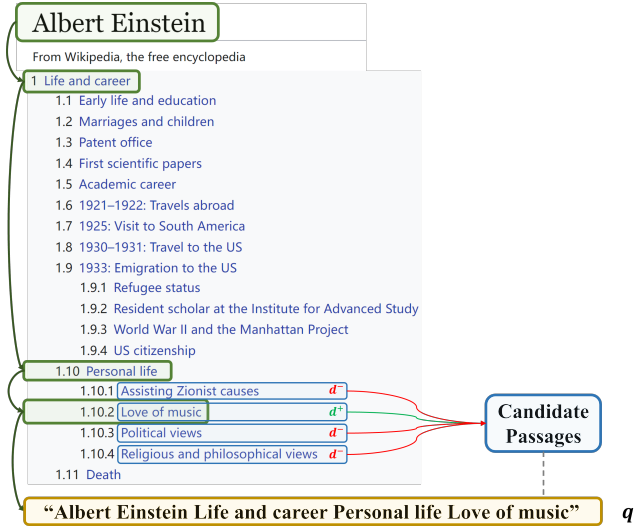 Albert Einstein
From Wikipedia, the free encyclopedia
1 Life and career
1.1 Early life and education
1.2 Marriages and children
1.3 Patent office
1.4 First scientific papers
1.5 Academic career
1.6 1921–1922: Travels abroad
1.7 1925: Visit to South America
1.8 1930–1931: Travel to the US
1.9 1933: Emigration to the US
1.9.1 Refugee status
1.9.2 Resident scholar at the Institute for Advanced Study
1.9.3 World War II and the Manhattan Project
1.9.4 US citizenship
1.10 Personal life
1.10.1 Assisting Zionist causes d⁻
1.10.2 Love of music d⁺
1.10.3 Political views d⁻
1.10.4 Religious and philosophical views d⁻
1.11 Death
Candidate
Passages
“Albert Einstein Life and career Personal life Love of music” q